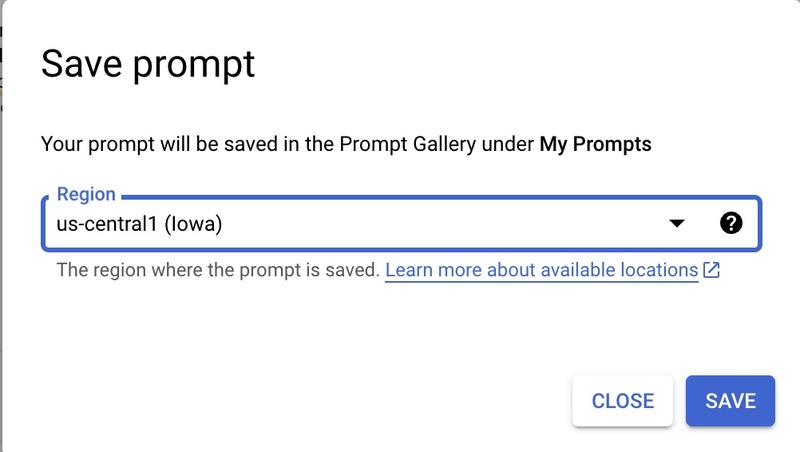 Save prompt
Your prompt will be saved in the Prompt Gallery under My Prompts
Region
us-central1 (Iowa)
The region where the prompt is saved. Learn more about available locations
CLOSE SAVE